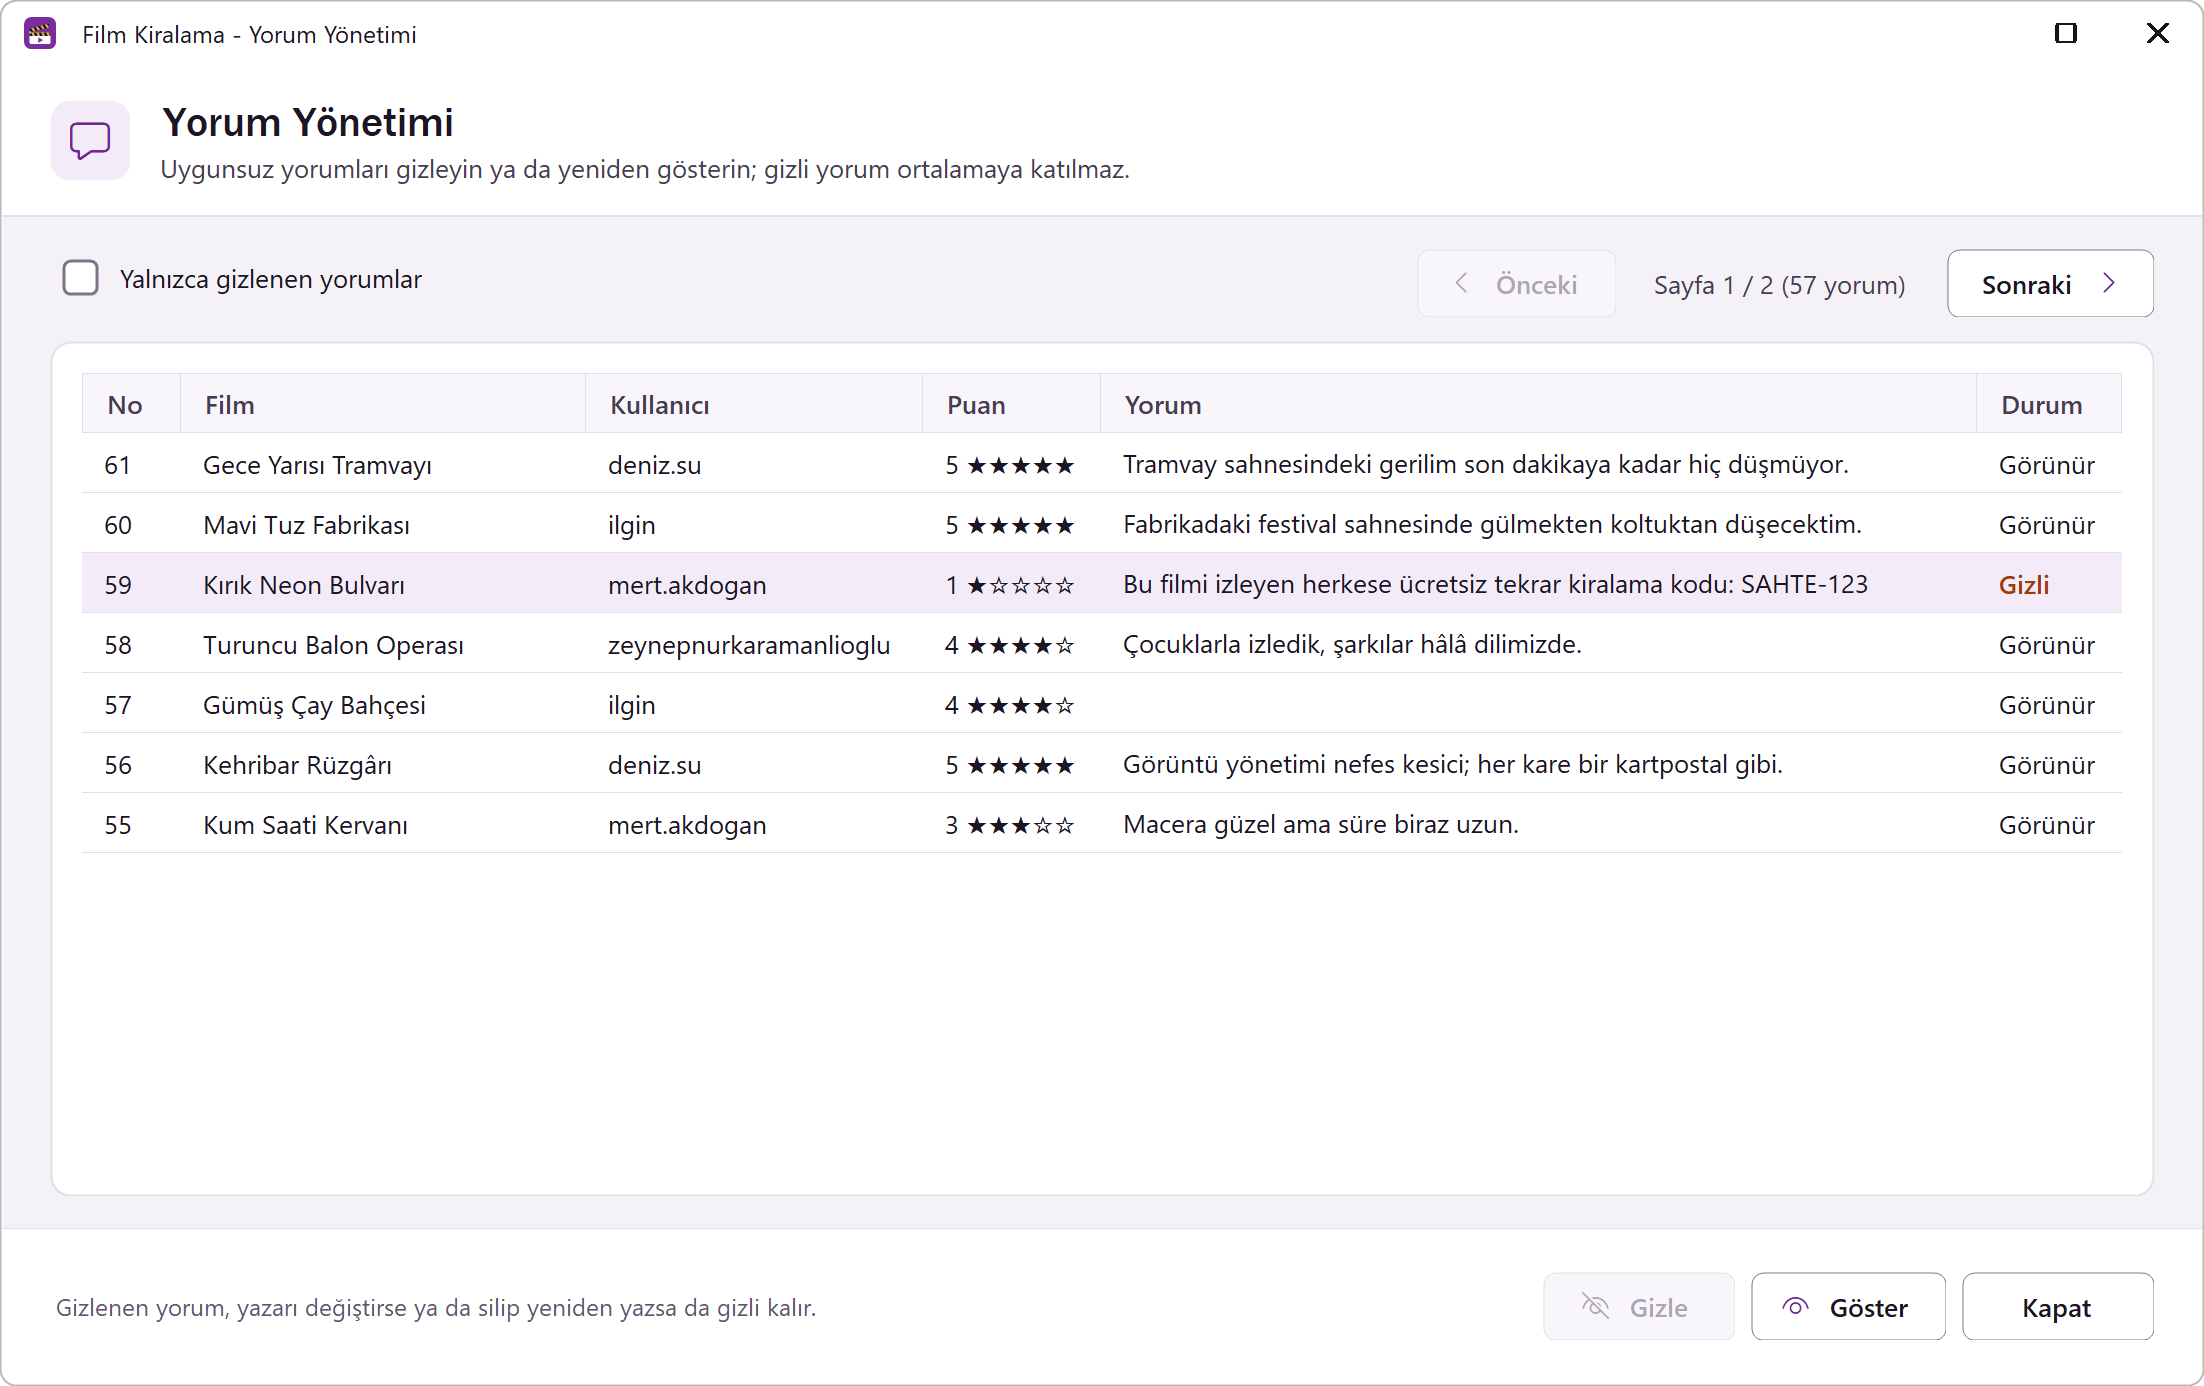 Film Kiralama - Yorum Yönetimi
Yorum Yönetimi
Uygunsuz yorumları gizleyin ya da yeniden gösterin; gizli yorum ortalamaya katılmaz.
Yalnızca gizlenen yorumlar
Önceki Sayfa 1 / 2 (57 yorum) Sonraki
No Film Kullanıcı Puan Yorum Durum
61 Gece Yarısı Tramvayı deniz.su 5 ★★★★★ Tramvay sahnesindeki gerilim son dakikaya kadar hiç düşmüyor. Görünür
60 Mavi Tuz Fabrikası ilgin 5 ★★★★★ Fabrikadaki festival sahnesinde gülmekten koltuktan düşecektim. Görünür
59 Kırık Neon Bulvarı mert.akdogan 1 ★☆☆☆☆ Bu filmi izleyen herkese ücretsiz tekrar kiralama kodu: SAHTE-123 Gizli
58 Turuncu Balon Operası zeynepnurkaramanlioglu 4 ★★★★☆ Çocuklarla izledik, şarkılar hâlâ dilimizde. Görünür
57 Gümüş Çay Bahçesi ilgin 4 ★★★★☆ Görünür
56 Kehribar Rüzgârı deniz.su 5 ★★★★★ Görüntü yönetimi nefes kesici; her kare bir kartpostal gibi. Görünür
55 Kum Saati Kervanı mert.akdogan 3 ★★★☆☆ Macera güzel ama süre biraz uzun. Görünür
Gizlenen yorum, yazarı değiştirse ya da silip yeniden yazsa da gizli kalır.
Gizle Göster Kapat